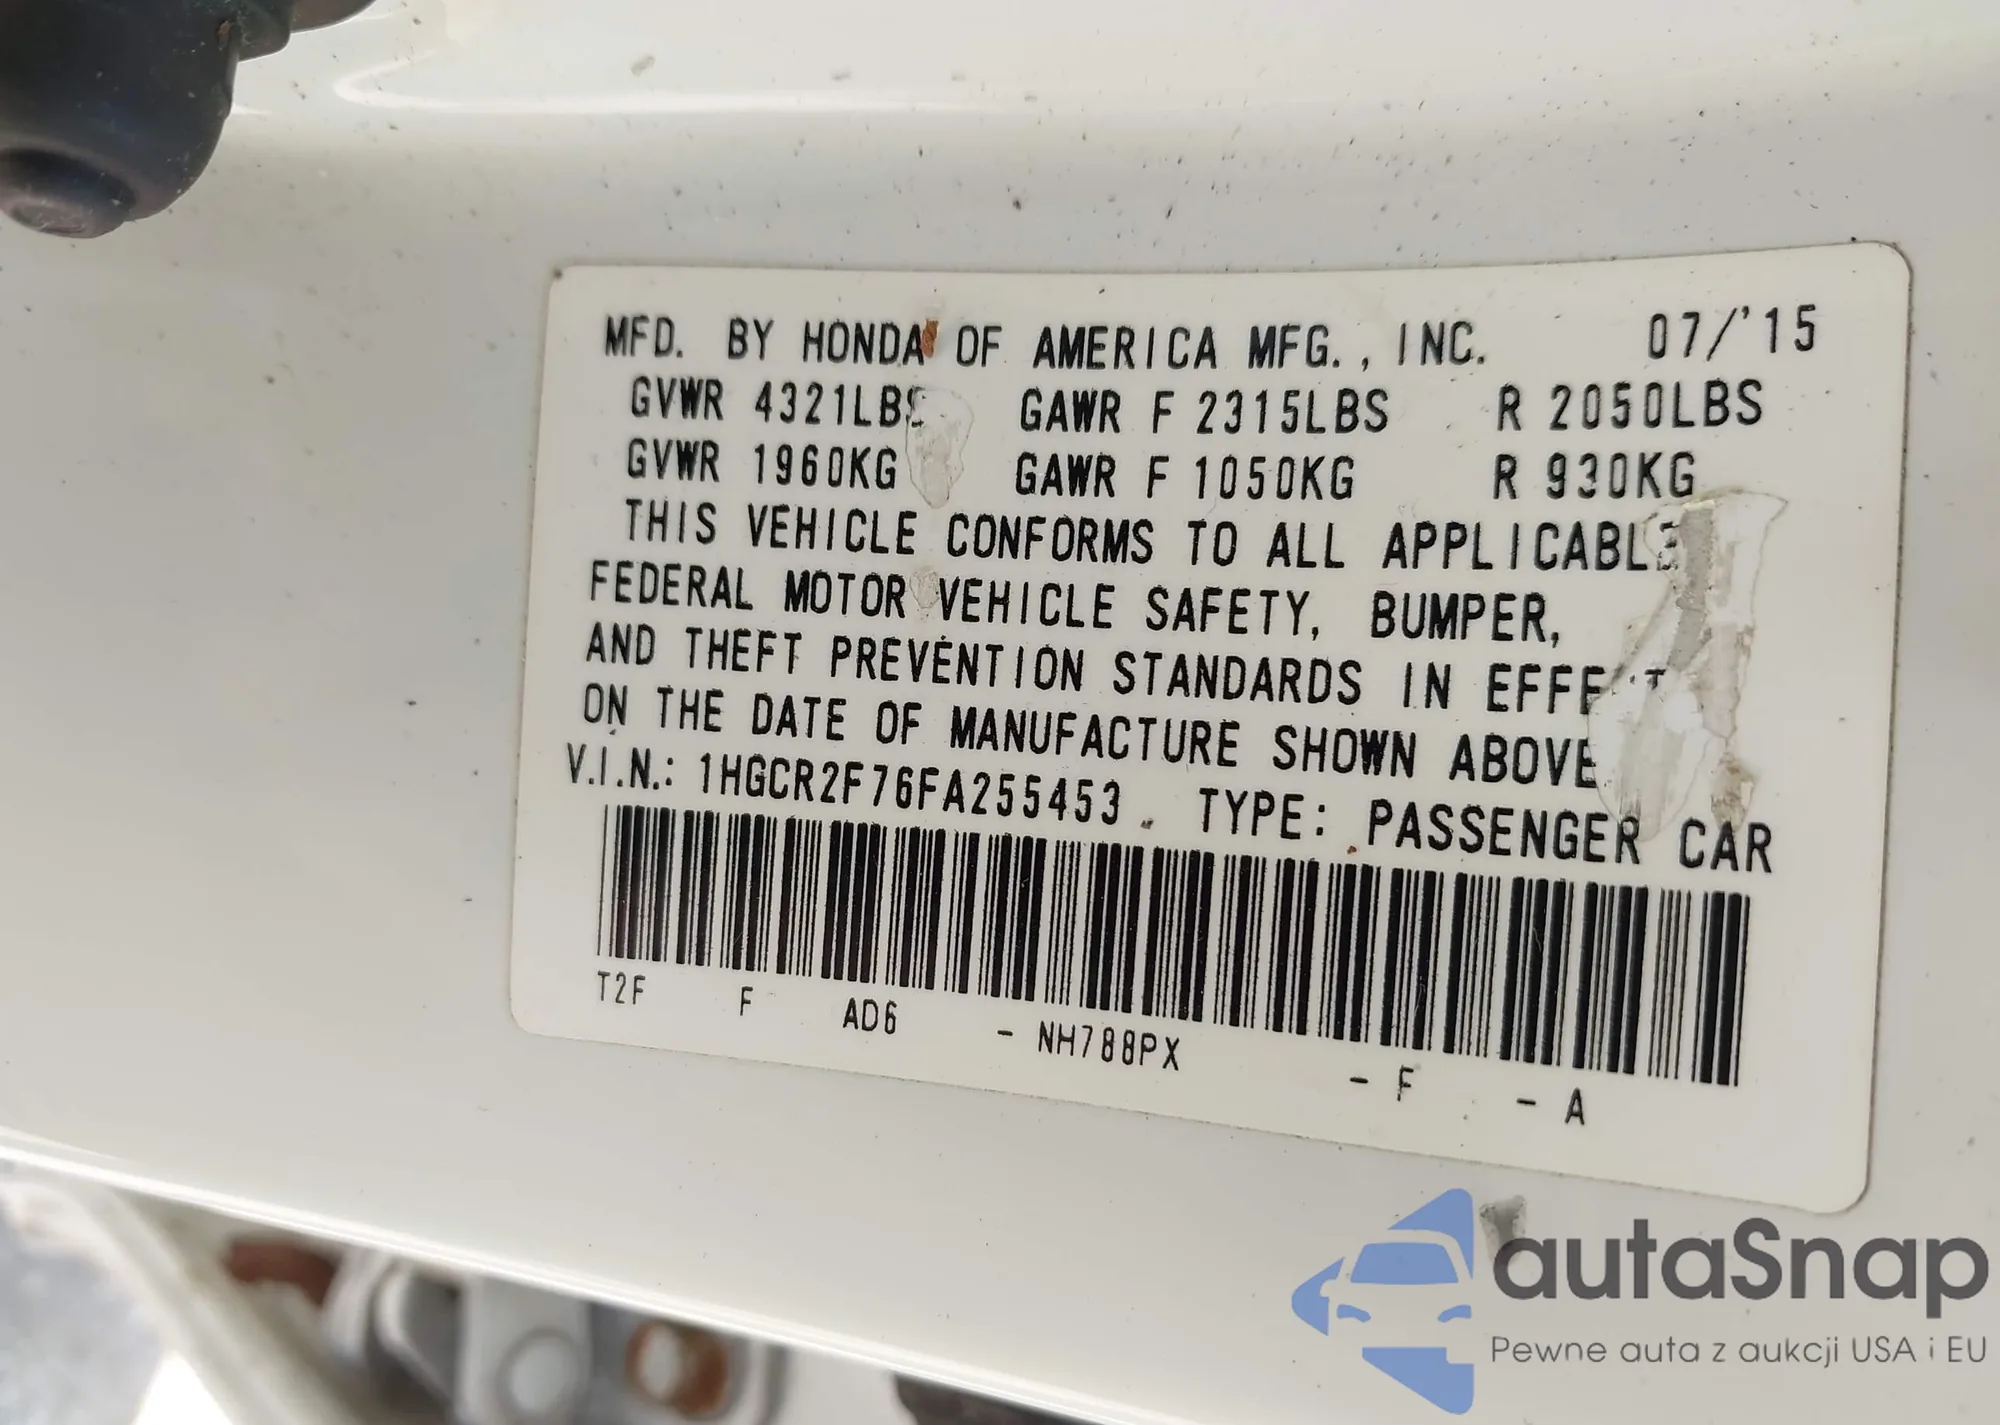 MFD. BY HONDA OF AMERICA MFG., INC. 07/'15
GVWR 4321LBS GAWR F 2315LBS R 2050LBS
GVWR 1960KG GAWR F 1050KG R 930KG
THIS VEHICLE CONFORMS TO ALL APPLICABLE
FEDERAL MOTOR VEHICLE SAFETY, BUMPER,
AND THEFT PREVENTION STANDARDS IN EFFECT
ON THE DATE OF MANUFACTURE SHOWN ABOVE
V.I.N.: 1HGCR2F76FA255453 TYPE: PASSENGER CAR
T2F F AD6 - NH788PX - F - A
autaSnap
Pewne auta z aukcji USA i EU